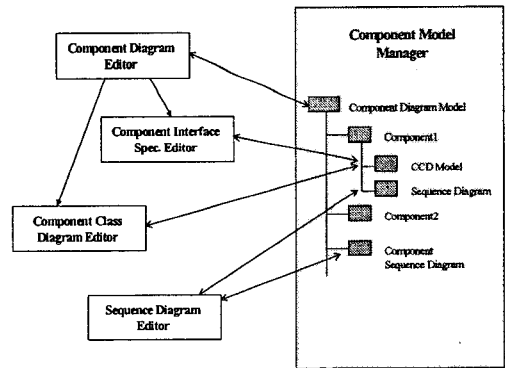 Component Diagram
Editor
Component Interface
Spec. Editor
Component Class
Diagram Editor
Sequence Diagram
Editor
Component Model
Manager
Component Diagram Model
Component1
CCD Model
Sequence Diagram
Component2
Component
Sequence Diagram